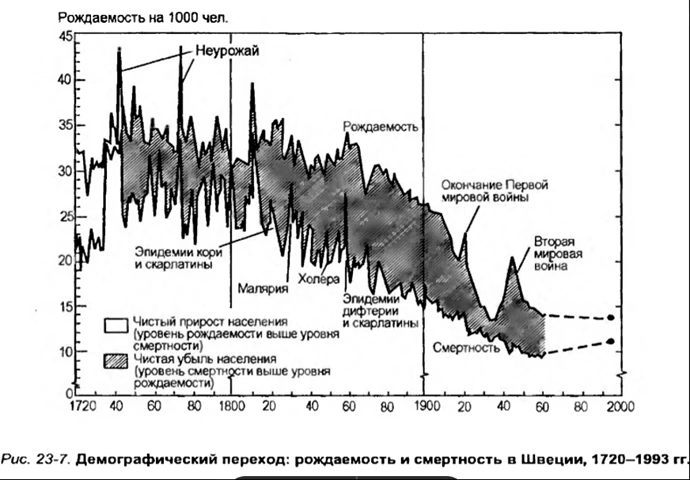 Рождаемость на 1000 чел.
45
40
35
30
25
20
15
10
0
Неурожай
Рождаемость
Окончание Первой
мировой войны
Вторая
мировая
война
Эпидемии кори
и скарлатины
Малярия
Холера
Эпидемии
дифтерии
и скарлатины
Смертность
Чистый прирост населения
(уровень рождаемости выше уровня
смертности)
Чистая убыль населения
(уровень смертности выше уровня
рождаемости)
1720 40 60 80 1800 20 40 60 80 1900 20 40 60 80 2000
Рис. 23-7. Демографический переход: рождаемость и смертность в Швеции, 1720–1993 гг.